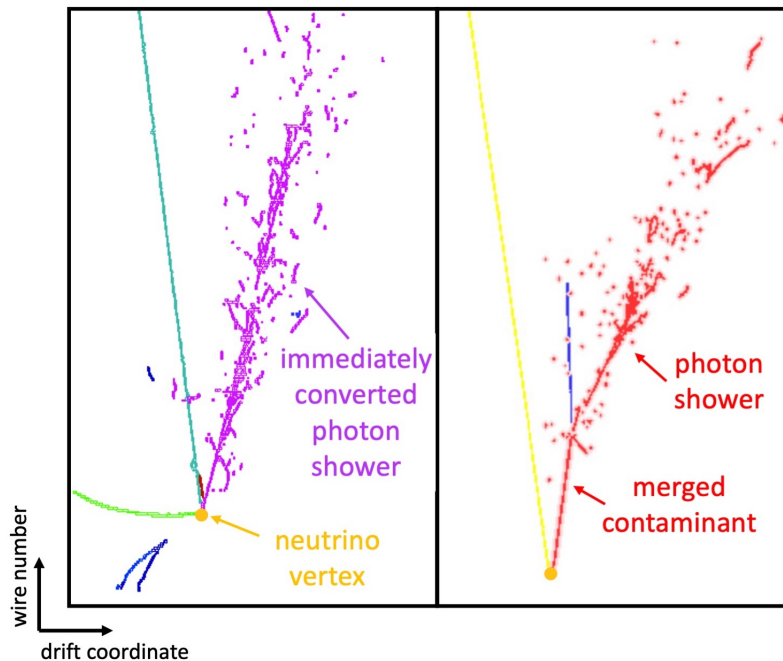 immediately
converted
photon
shower
neutrino
vertex
photon
shower
merged
contaminant
wire number
drift coordinate